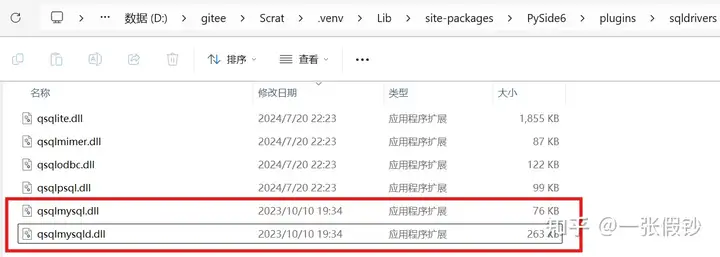 数据 (D:) > gitee > Scrat > .venv > Lib > site-packages > PySide6 > plugins > sqldrivers
排序 查看
名称 修改日期 类型 大小
qsqlite.dll 2024/7/20 22:23 应用程序扩展 1,855 KB
qsqlmimer.dll 2024/7/20 22:23 应用程序扩展 87 KB
qsqlodbc.dll 2024/7/20 22:23 应用程序扩展 122 KB
qsqlpsql.dll 2024/7/20 22:23 应用程序扩展 99 KB
qsqlmysql.dll 2023/10/10 19:34 应用程序扩展 76 KB
qsqlmysqld.dll 2023/10/10 19:34 应用程序扩展 263 KB
知乎 @一张假钞